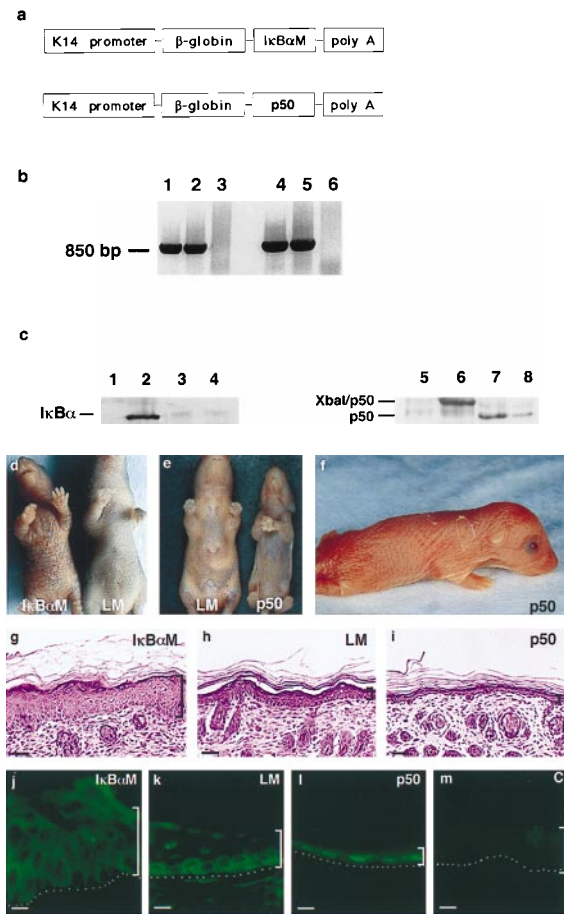 a
K14 promoter β-globin IκBαM poly A
K14 promoter β-globin p50 poly A
b
1 2 3 4 5 6
850 bp
c
1 2 3 4
IκBα
5 6 7 8
XbaI/p50
p50
d
IκBαM LM
e
LM p50
f
p50
g IκBαM
h LM
i p50
j IκBαM
k LM
l p50
m C